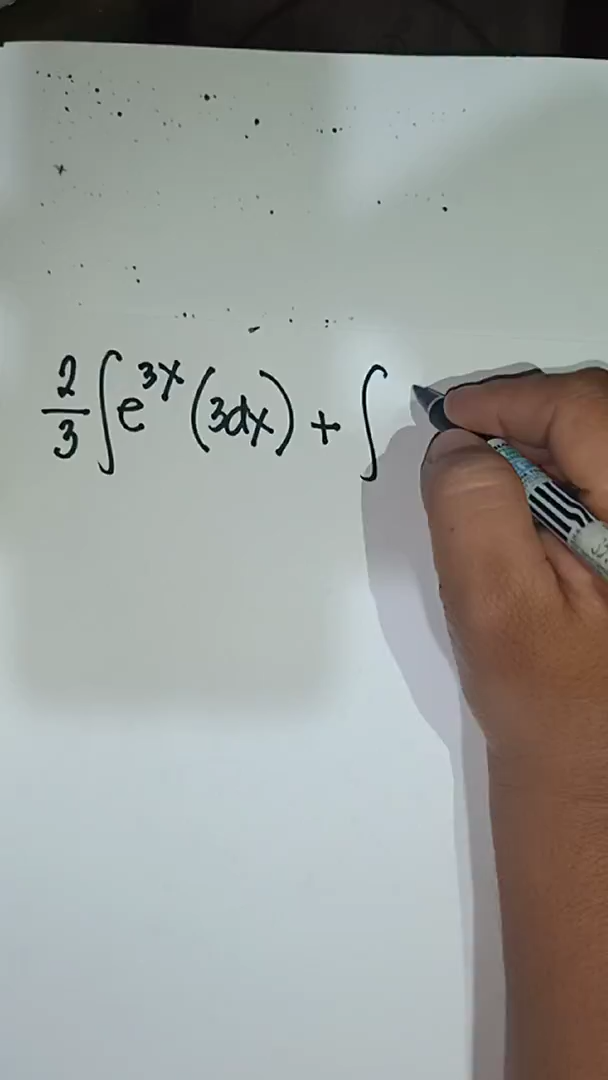 2/3 ∫ e^{3x} (3dx) + ∫